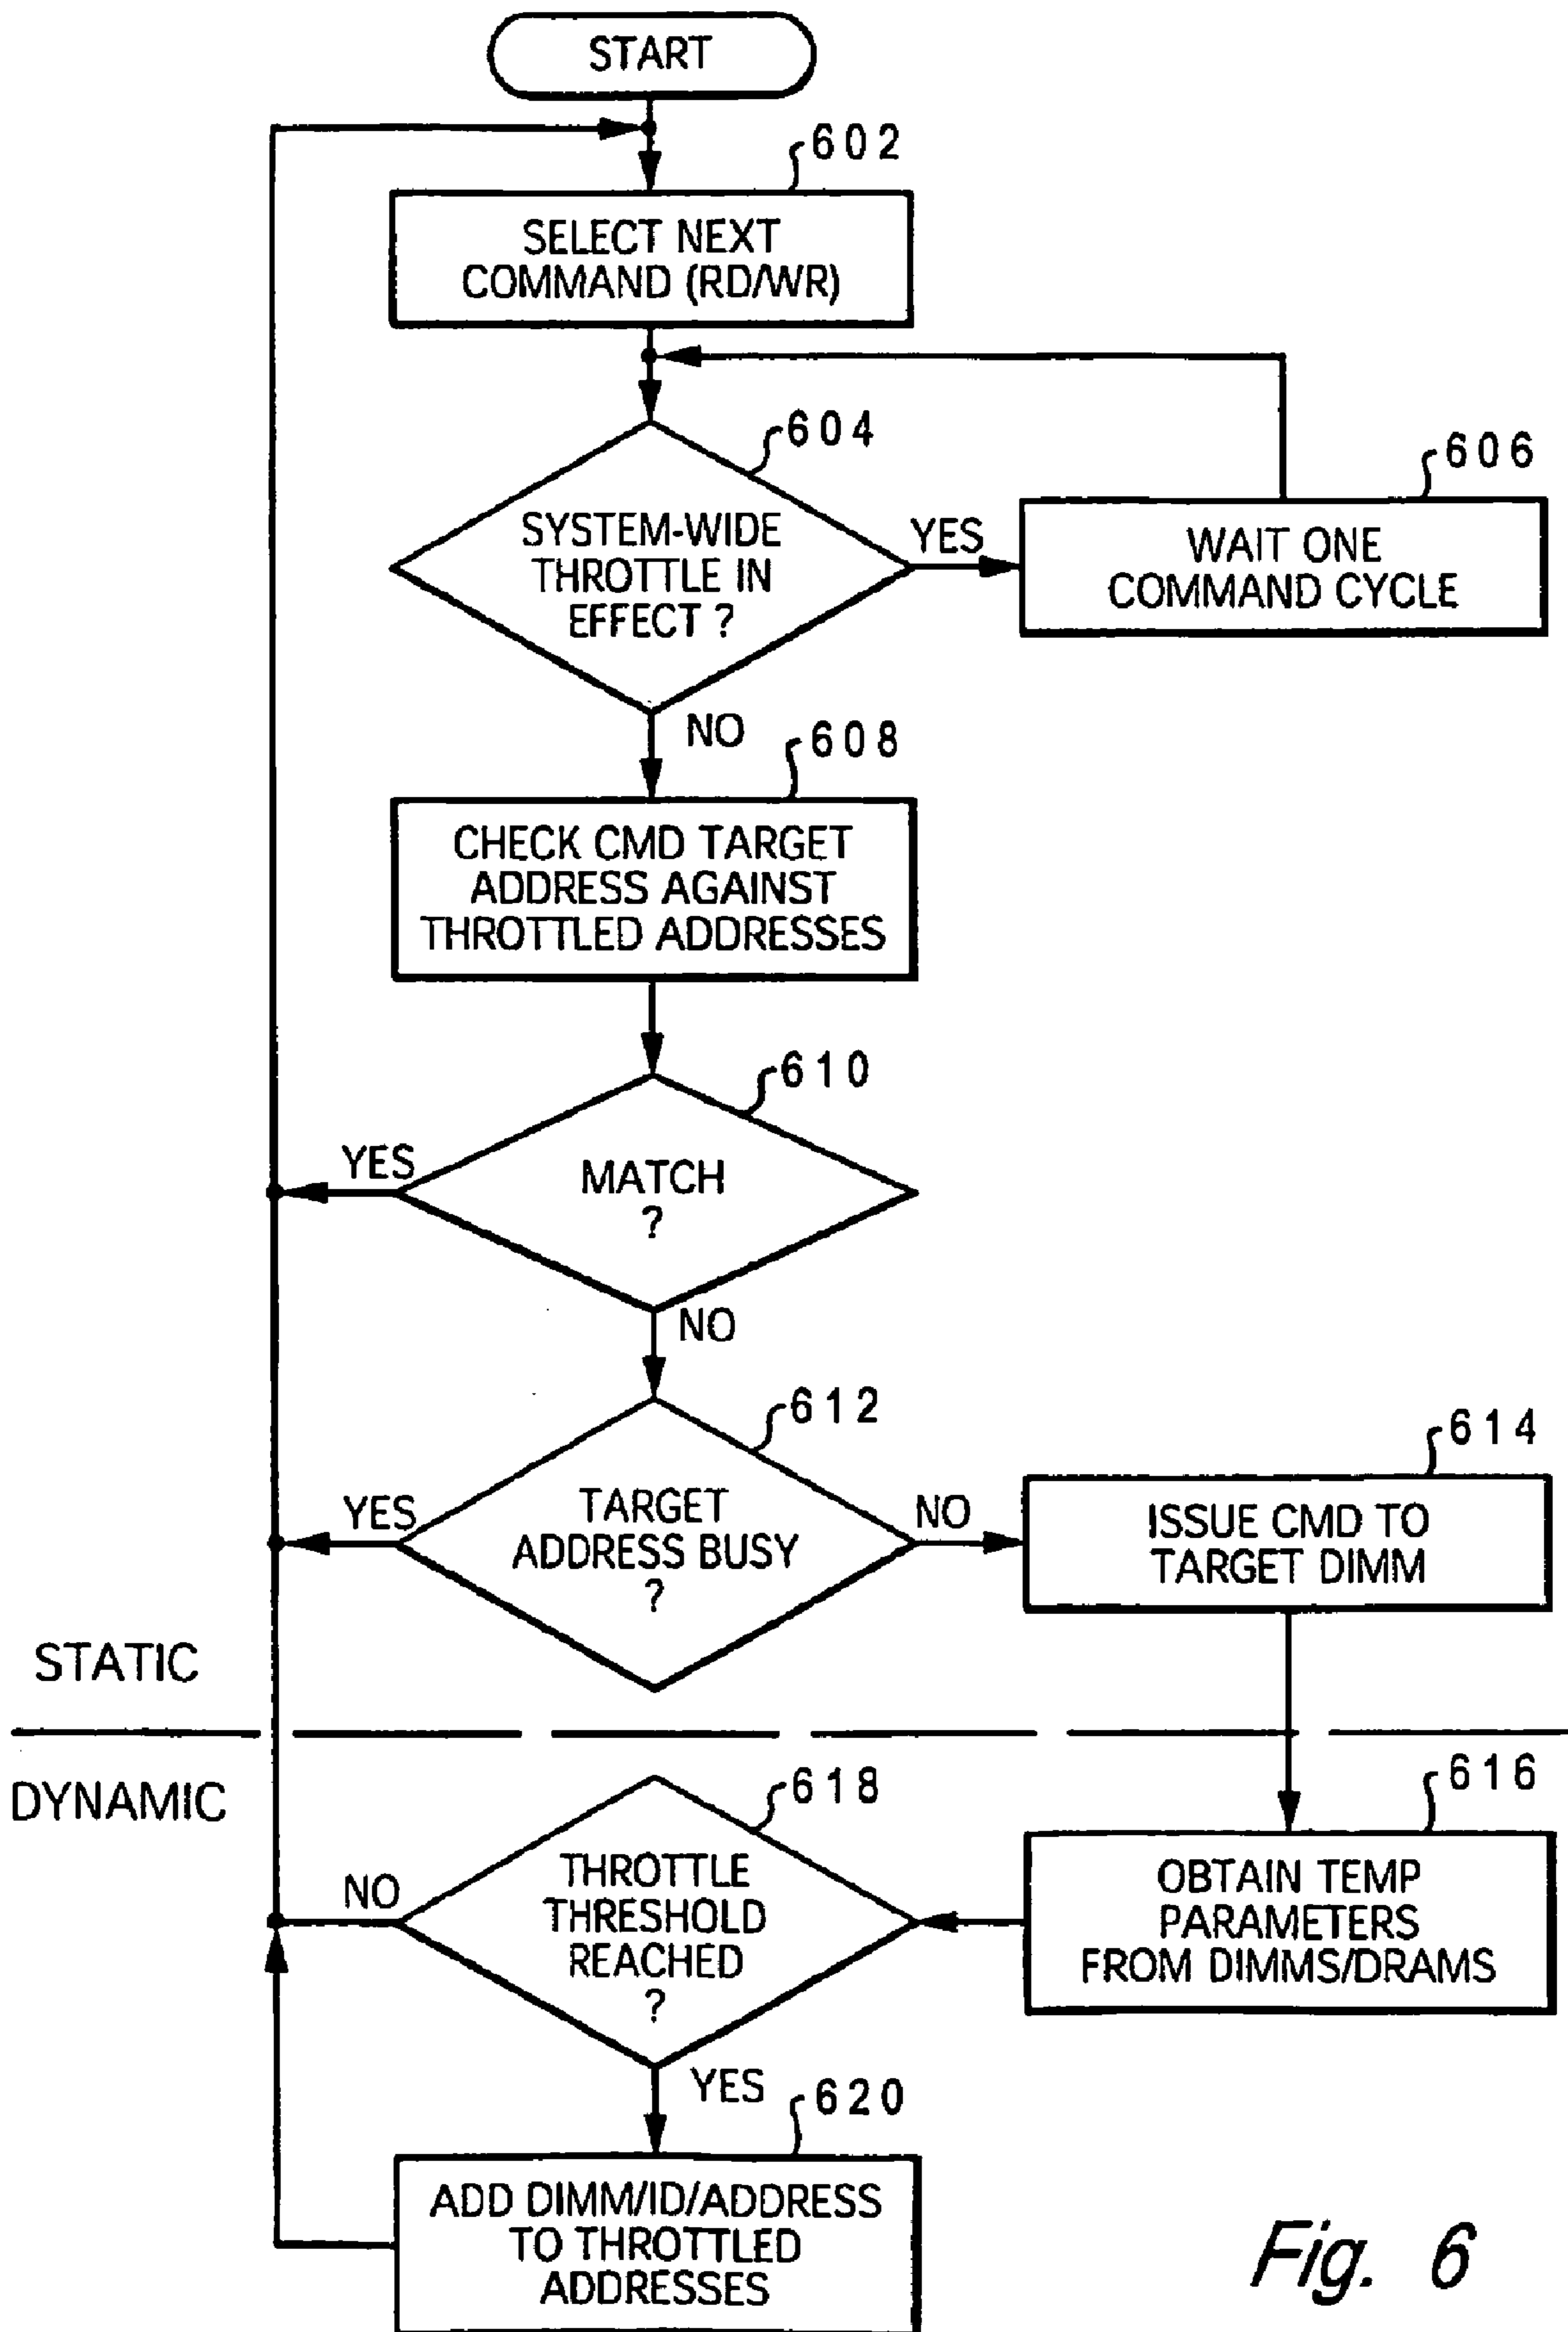 START
602
SELECT NEXT
COMMAND (RD/WR)
604
SYSTEM-WIDE
THROTTLE IN
EFFECT ?
YES
606
WAIT ONE
COMMAND CYCLE
NO
608
CHECK CMD TARGET
ADDRESS AGAINST
THROTTLED ADDRESSES
610
YES
MATCH
?
NO
612
YES
TARGET
ADDRESS BUSY
?
NO
614
ISSUE CMD TO
TARGET DIMM
STATIC
DYNAMIC
616
OBTAIN TEMP
PARAMETERS
FROM DIMMS/DRAMS
618
NO
THROTTLE
THRESHOLD
REACHED
?
YES
620
ADD DIMM/ID/ADDRESS
TO THROTTLED
ADDRESSES
Fig. 6